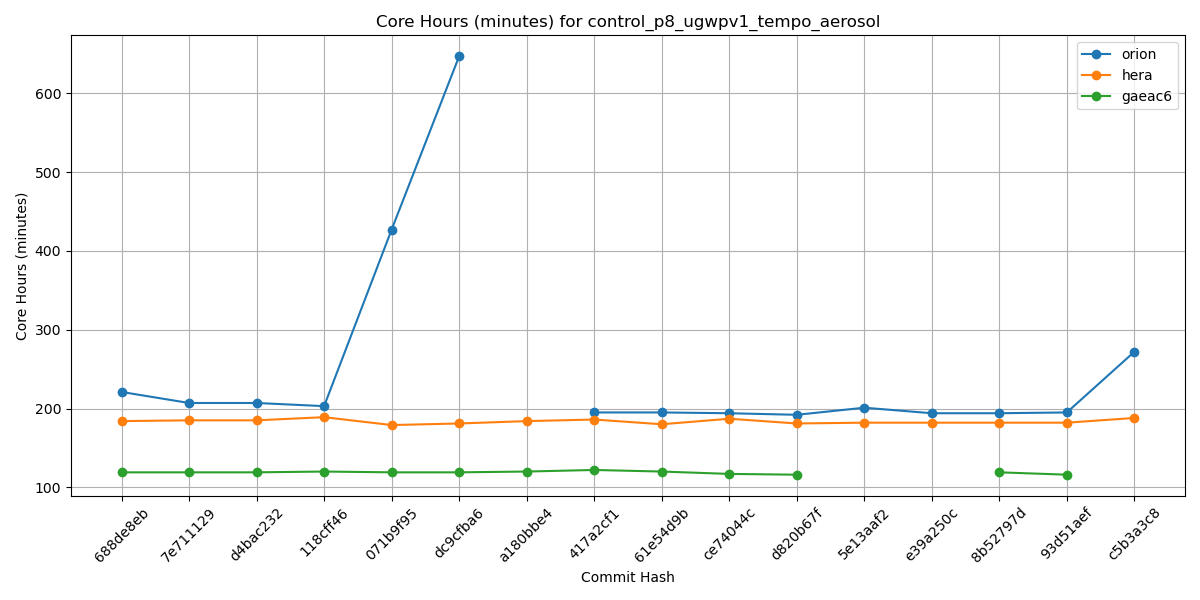 Core Hours (minutes) for control_p8_ugwpv1_tempo_aerosol
orion
hera
gaeac6
Core Hours (minutes)
600
500
400
300
200
100
688de8eb
7e711129
d4bac232
118cff46
071b9f95
dc9cfba6
a180bbe4
417a2cf1
61e54d9b
ce74044c
d820b67f
5e13aaf2
e39a250c
8b52797d
93d51aef
c5b3a3c8
Commit Hash